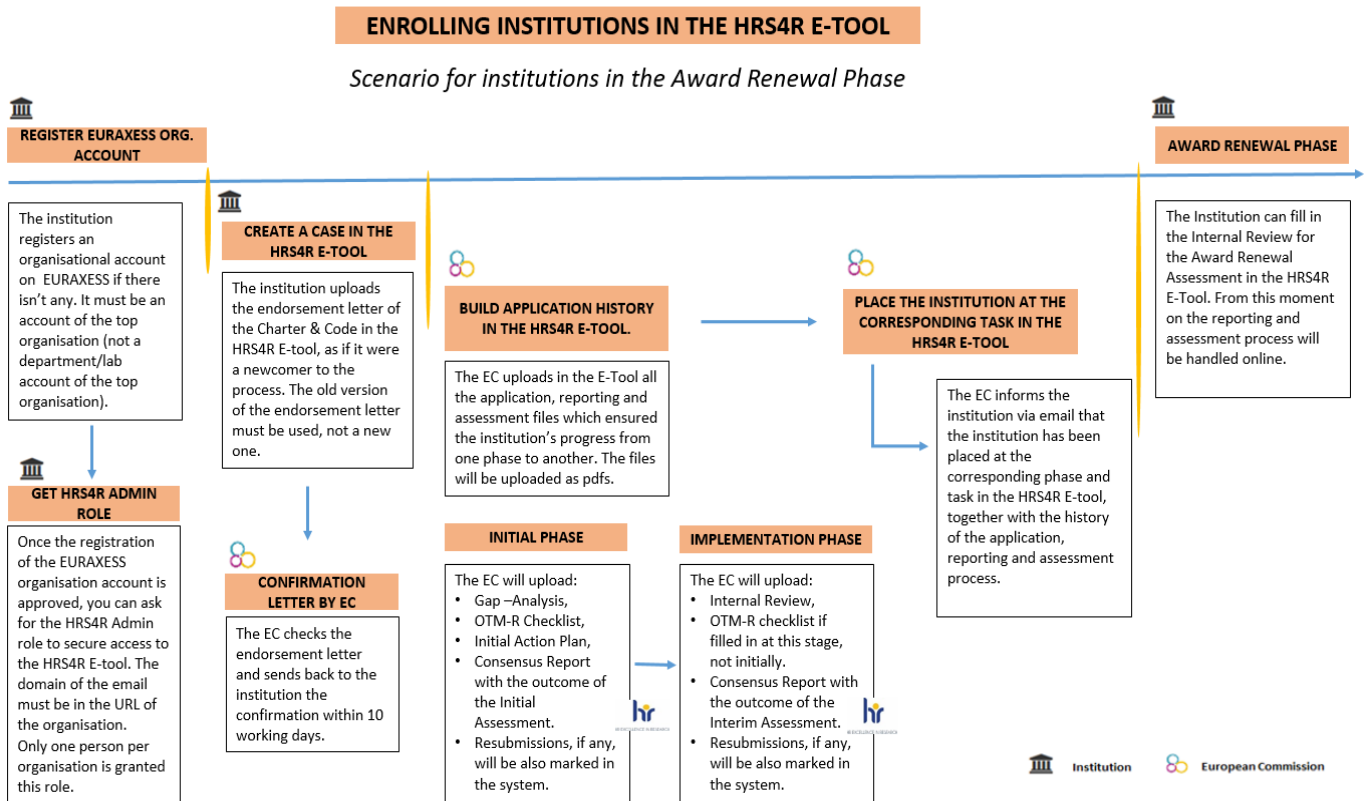 ENROLLING INSTITUTIONS IN THE HRS4R E-TOOL
Scenario for institutions in the Award Renewal Phase
REGISTER EURAXESS ORG.
ACCOUNT
The institution
registers an
organisational account
on EURAXESS if there
isn't any. It must be an
account of the top
organisation (not a
department/lab
account of the top
organisation).
GET HRS4R ADMIN
ROLE
Once the registration
of the EURAXESS
organisation account is
approved, you can ask
for the HRS4R Admin
role to secure access to
the HRS4R E-tool. The
domain of the email
must be in the URL of
the organisation.
Only one person per
organisation is granted
this role.
CREATE A CASE IN THE
HRS4R E-TOOL
The institution uploads
the endorsement letter of
the Charter & Code in the
HRS4R E-tool, as if it were
a newcomer to the
process. The old version
of the endorsement letter
must be used, not a new
one.
CONFIRMATION
LETTER BY EC
The EC checks the
endorsement letter
and sends back to the
institution the
confirmation within 10
working days.
BUILD APPLICATION HISTORY
IN THE HRS4R E-TOOL.
The EC uploads in the E-Tool all
the application, reporting and
assessment files which ensured
the institution's progress from
one phase to another. The files
will be uploaded as pdfs.
INITIAL PHASE
The EC will upload:
• Gap –Analysis,
• OTM-R Checklist,
• Initial Action Plan,
• Consensus Report
with the outcome of
the Initial
Assessment.
• Resubmissions, if any,
will be also marked in
the system.
hr
IMPLEMENTATION PHASE
The EC will upload:
• Internal Review,
• OTM-R checklist if
filled in at this stage,
not initially.
• Consensus Report with
the outcome of the
Interim Assessment.
• Resubmissions, if any,
will be also marked in
the system.
hr
PLACE THE INSTITUTION AT THE
CORRESPONDING TASK IN THE
HRS4R E-TOOL
The EC informs the
institution via email that
the institution has been
placed at the
corresponding phase and
task in the HRS4R E-tool,
together with the history
of the application,
reporting and assessment
process.
AWARD RENEWAL PHASE
The Institution can fill in
the Internal Review for
the Award Renewal
Assessment in the HRS4R
E-Tool. From this moment
on the reporting and
assessment process will
be handled online.
Institution
European Commission